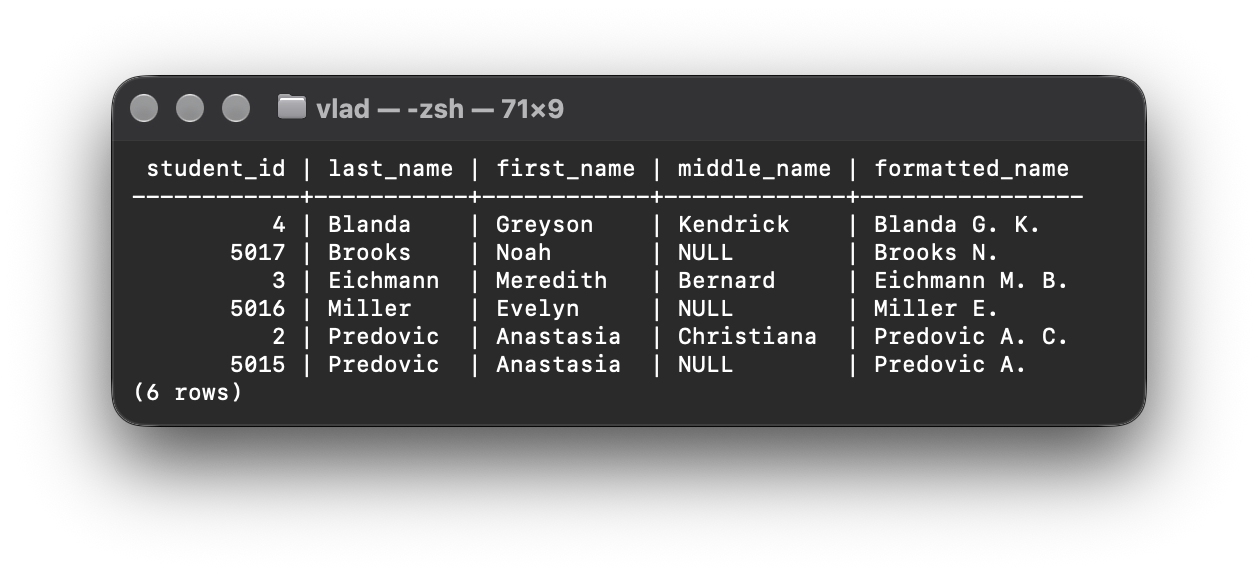 vlad — -zsh — 71×9
student_id | last_name | first_name | middle_name | formatted_name
------------+-----------+------------+-------------+----------------
4 | Blanda | Greyson | Kendrick | Blanda G. K.
5017 | Brooks | Noah | NULL | Brooks N.
3 | Eichmann | Meredith | Bernard | Eichmann M. B.
5016 | Miller | Evelyn | NULL | Miller E.
2 | Predovic | Anastasia | Christiana | Predovic A. C.
5015 | Predovic | Anastasia | NULL | Predovic A.
(6 rows)